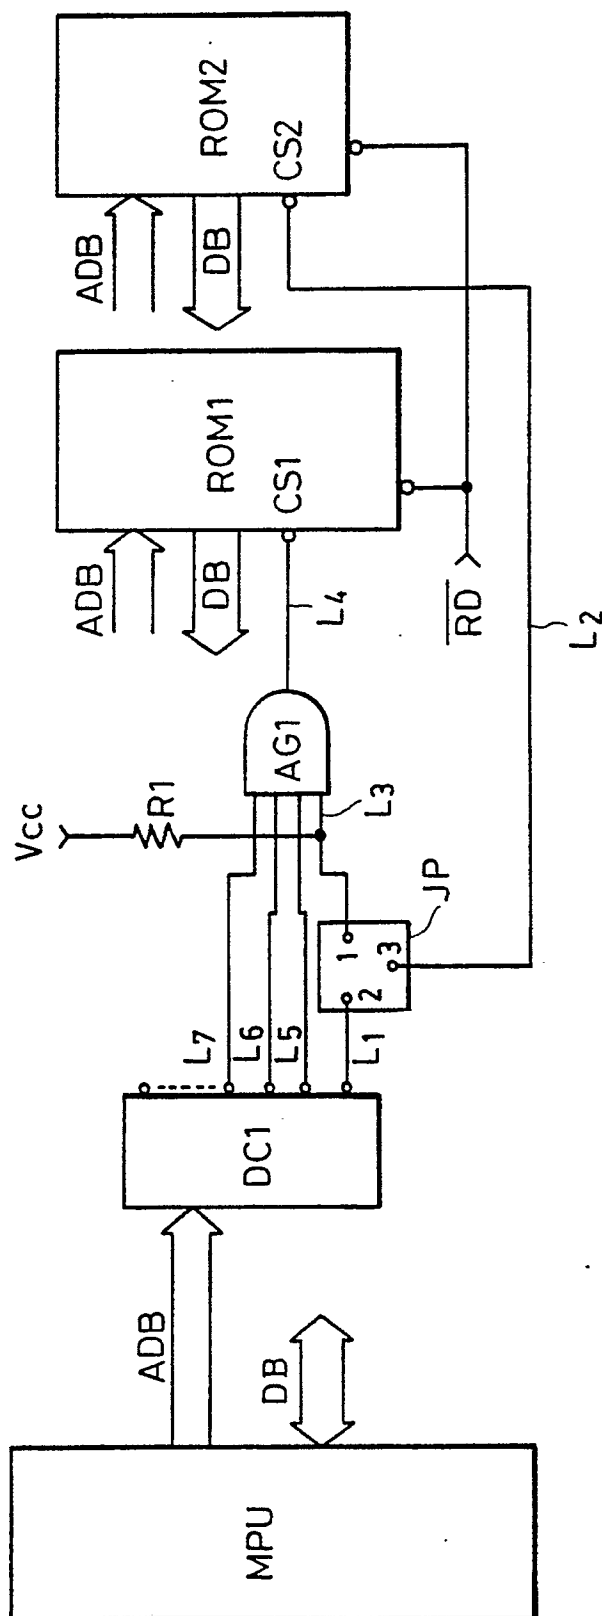 MPU
ADB
DB
DC1
L7
L6
L5
L1
JP
1
2
3
Vcc
R1
L3
AG1
L4
ADB
DB
ROM1
CS1
RD
L2
ADB
DB
ROM2
CS2